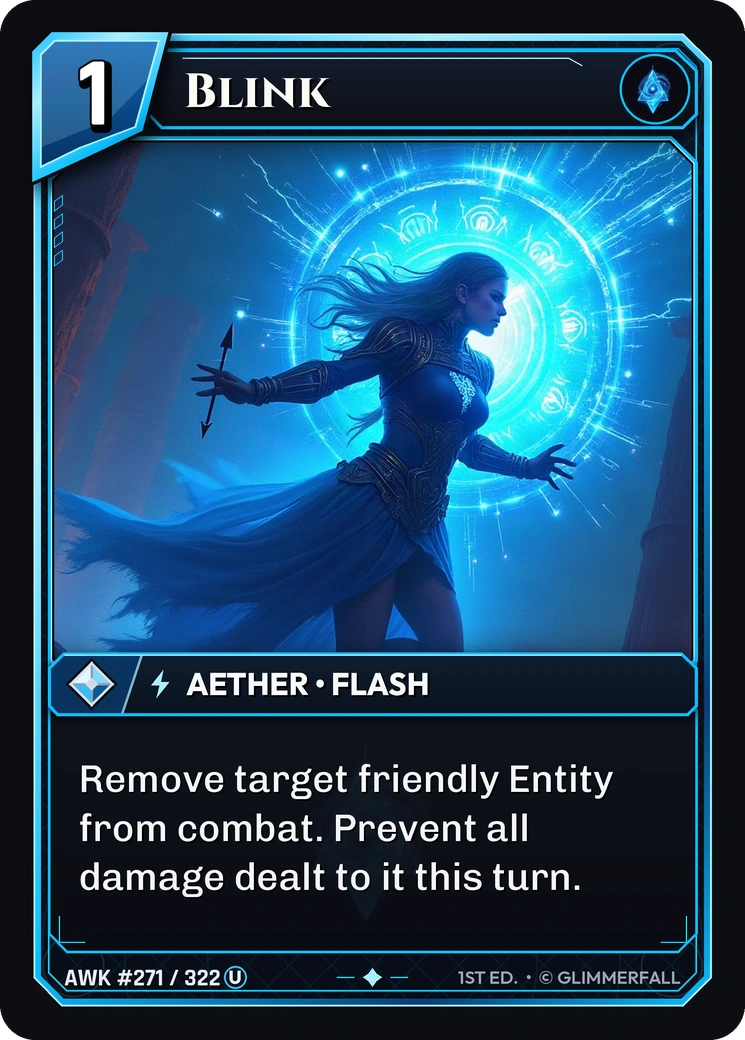 1
BLINK
AETHER • FLASH
Remove target friendly Entity
from combat. Prevent all
damage dealt to it this turn.
AWK #271 / 322 U
1ST ED. • © GLIMMERFALL